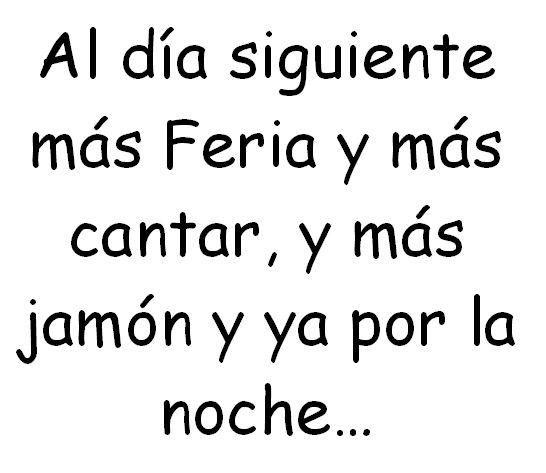 Al día siguiente
más Feria y más
cantar, y más
jamón y ya por la
noche...